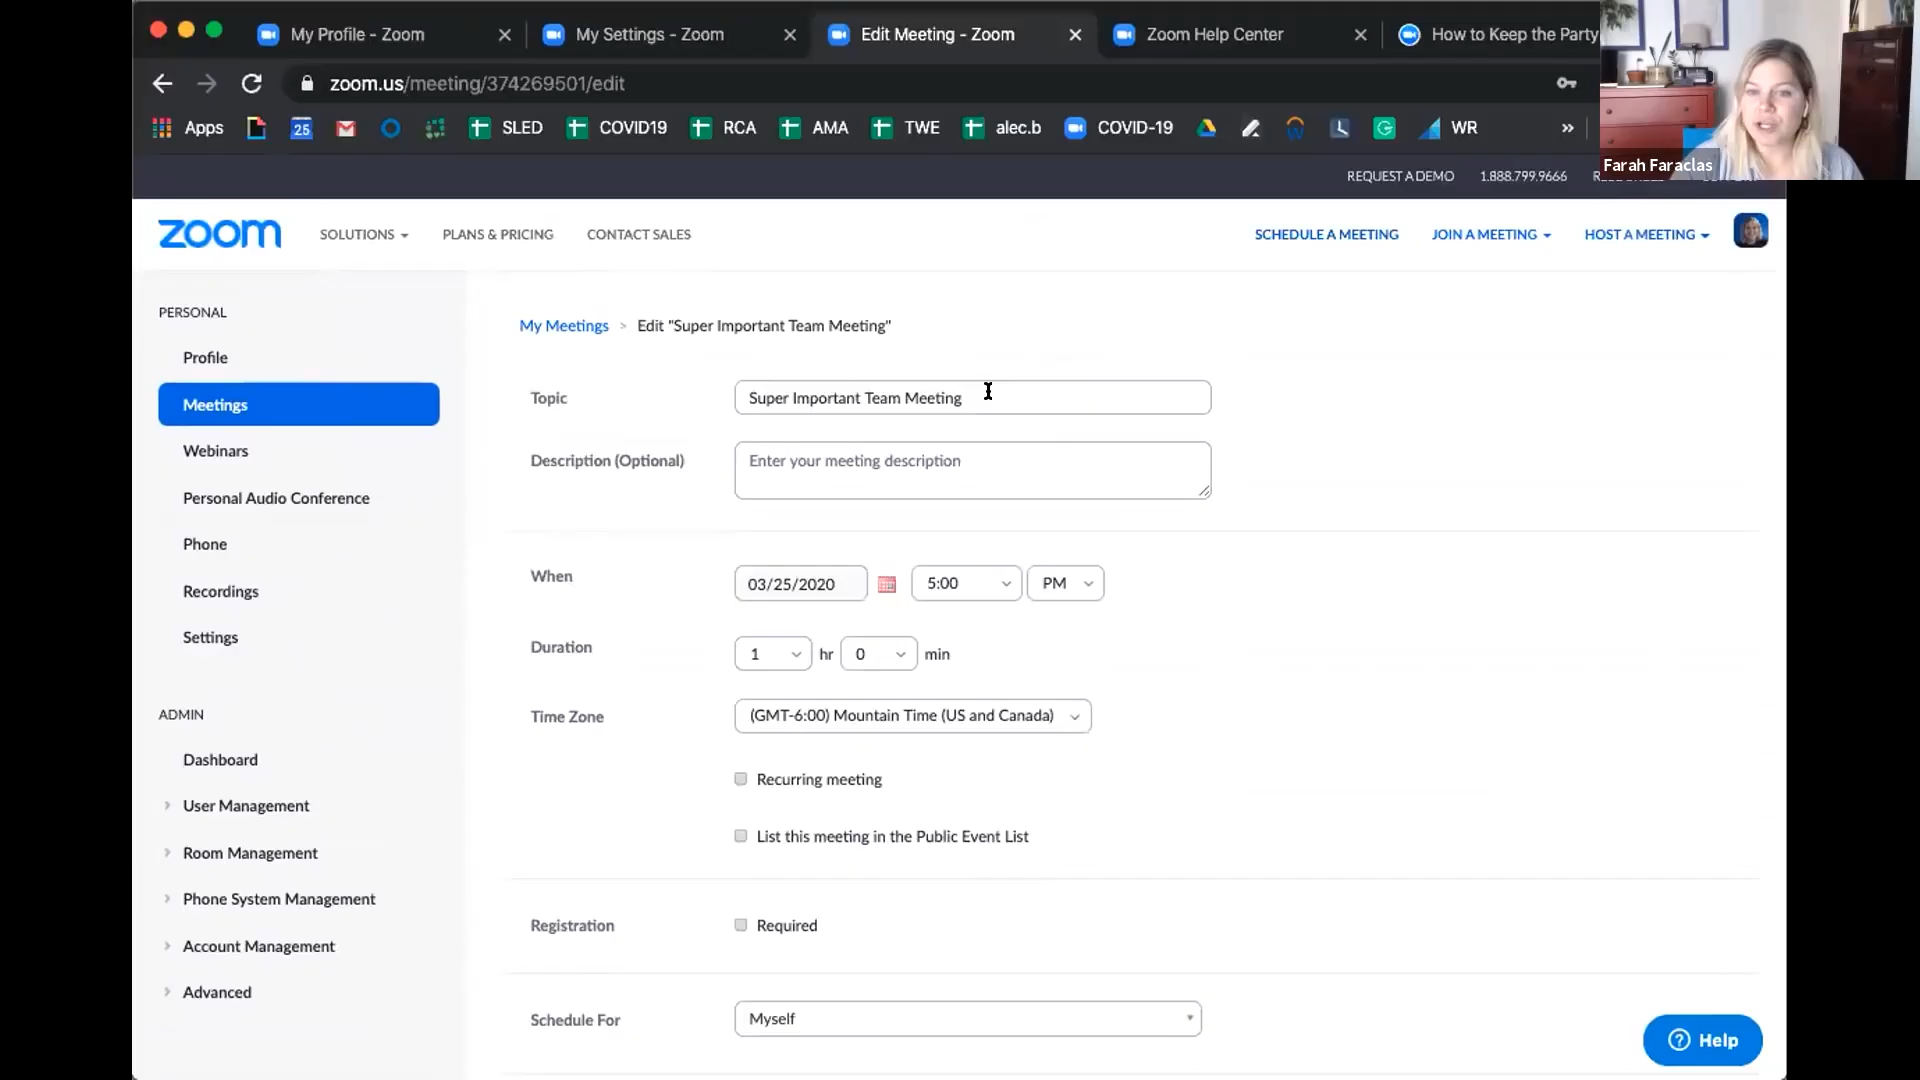 My Profile - Zoom
My Settings - Zoom
Edit Meeting - Zoom
Zoom Help Center
How to Keep the Party
zoom.us/meeting/374269501/edit
Apps
25
SLED
COVID19
RCA
AMA
TWE
alec.b
COVID-19
WR
»
Farah Faraclas
REQUEST A DEMO
1.888.799.9666
zoom
SOLUTIONS
PLANS & PRICING
CONTACT SALES
SCHEDULE A MEETING
JOIN A MEETING
HOST A MEETING
PERSONAL
Profile
Meetings
Webinars
Personal Audio Conference
Phone
Recordings
Settings
ADMIN
Dashboard
User Management
Room Management
Phone System Management
Account Management
Advanced
My Meetings > Edit "Super Important Team Meeting"
Topic
Super Important Team Meeting
Description (Optional)
Enter your meeting description
When
03/25/2020
5:00
PM
Duration
1
hr
0
min
Time Zone
(GMT-6:00) Mountain Time (US and Canada)
Recurring meeting
List this meeting in the Public Event List
Registration
Required
Schedule For
Myself
? Help